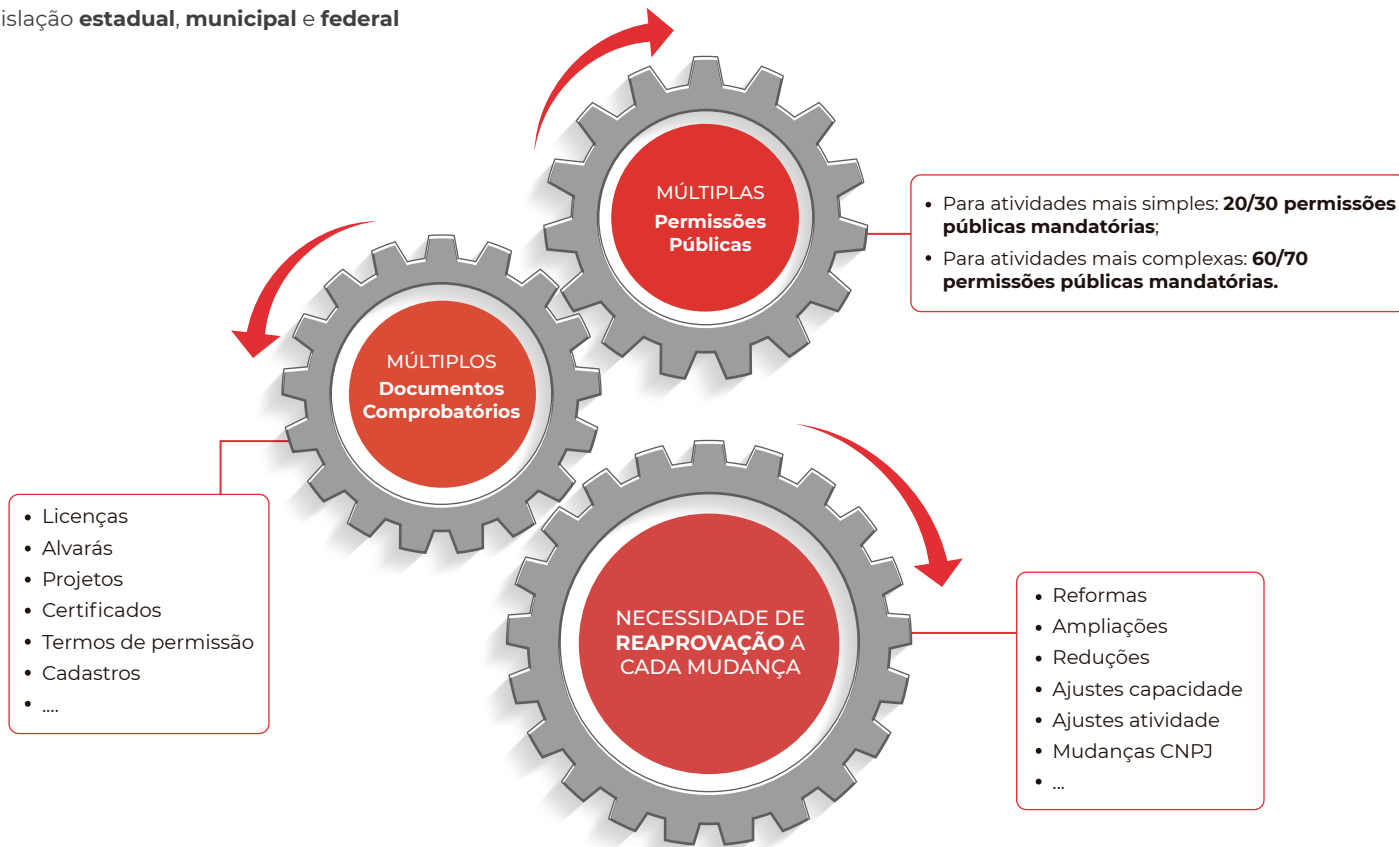 islação estadual, municipal e federal
MÚLTIPLAS
Permissões
Públicas
• Para atividades mais simples: 20/30 permissões
públicas mandatórias;
• Para atividades mais complexas: 60/70
permissões públicas mandatórias.
MÚLTIPLOS
Documentos
Comprobatórios
• Licenças
• Alvarás
• Projetos
• Certificados
• Termos de permissão
• Cadastros
• ....
NECESSIDADE DE
REAPROVAÇÃO A
CADA MUDANÇA
• Reformas
• Ampliações
• Reduções
• Ajustes capacidade
• Ajustes atividade
• Mudanças CNPJ
• ...